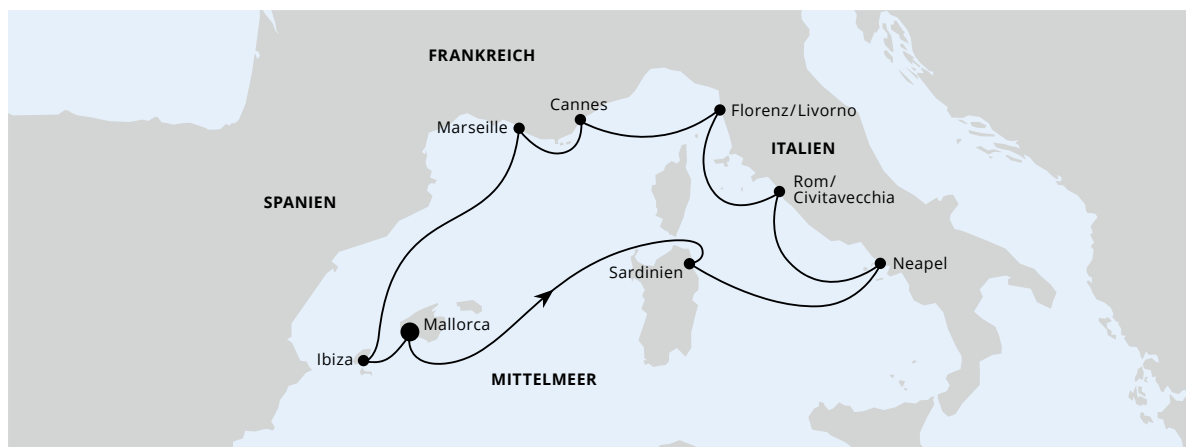 FRANKREICH
Cannes
Marseille
Florenz/Livorno
ITALIEN
Rom/
Civitavecchia
SPANIEN
Neapel
Sardinien
Mallorca
Ibiza
MITTELMEER